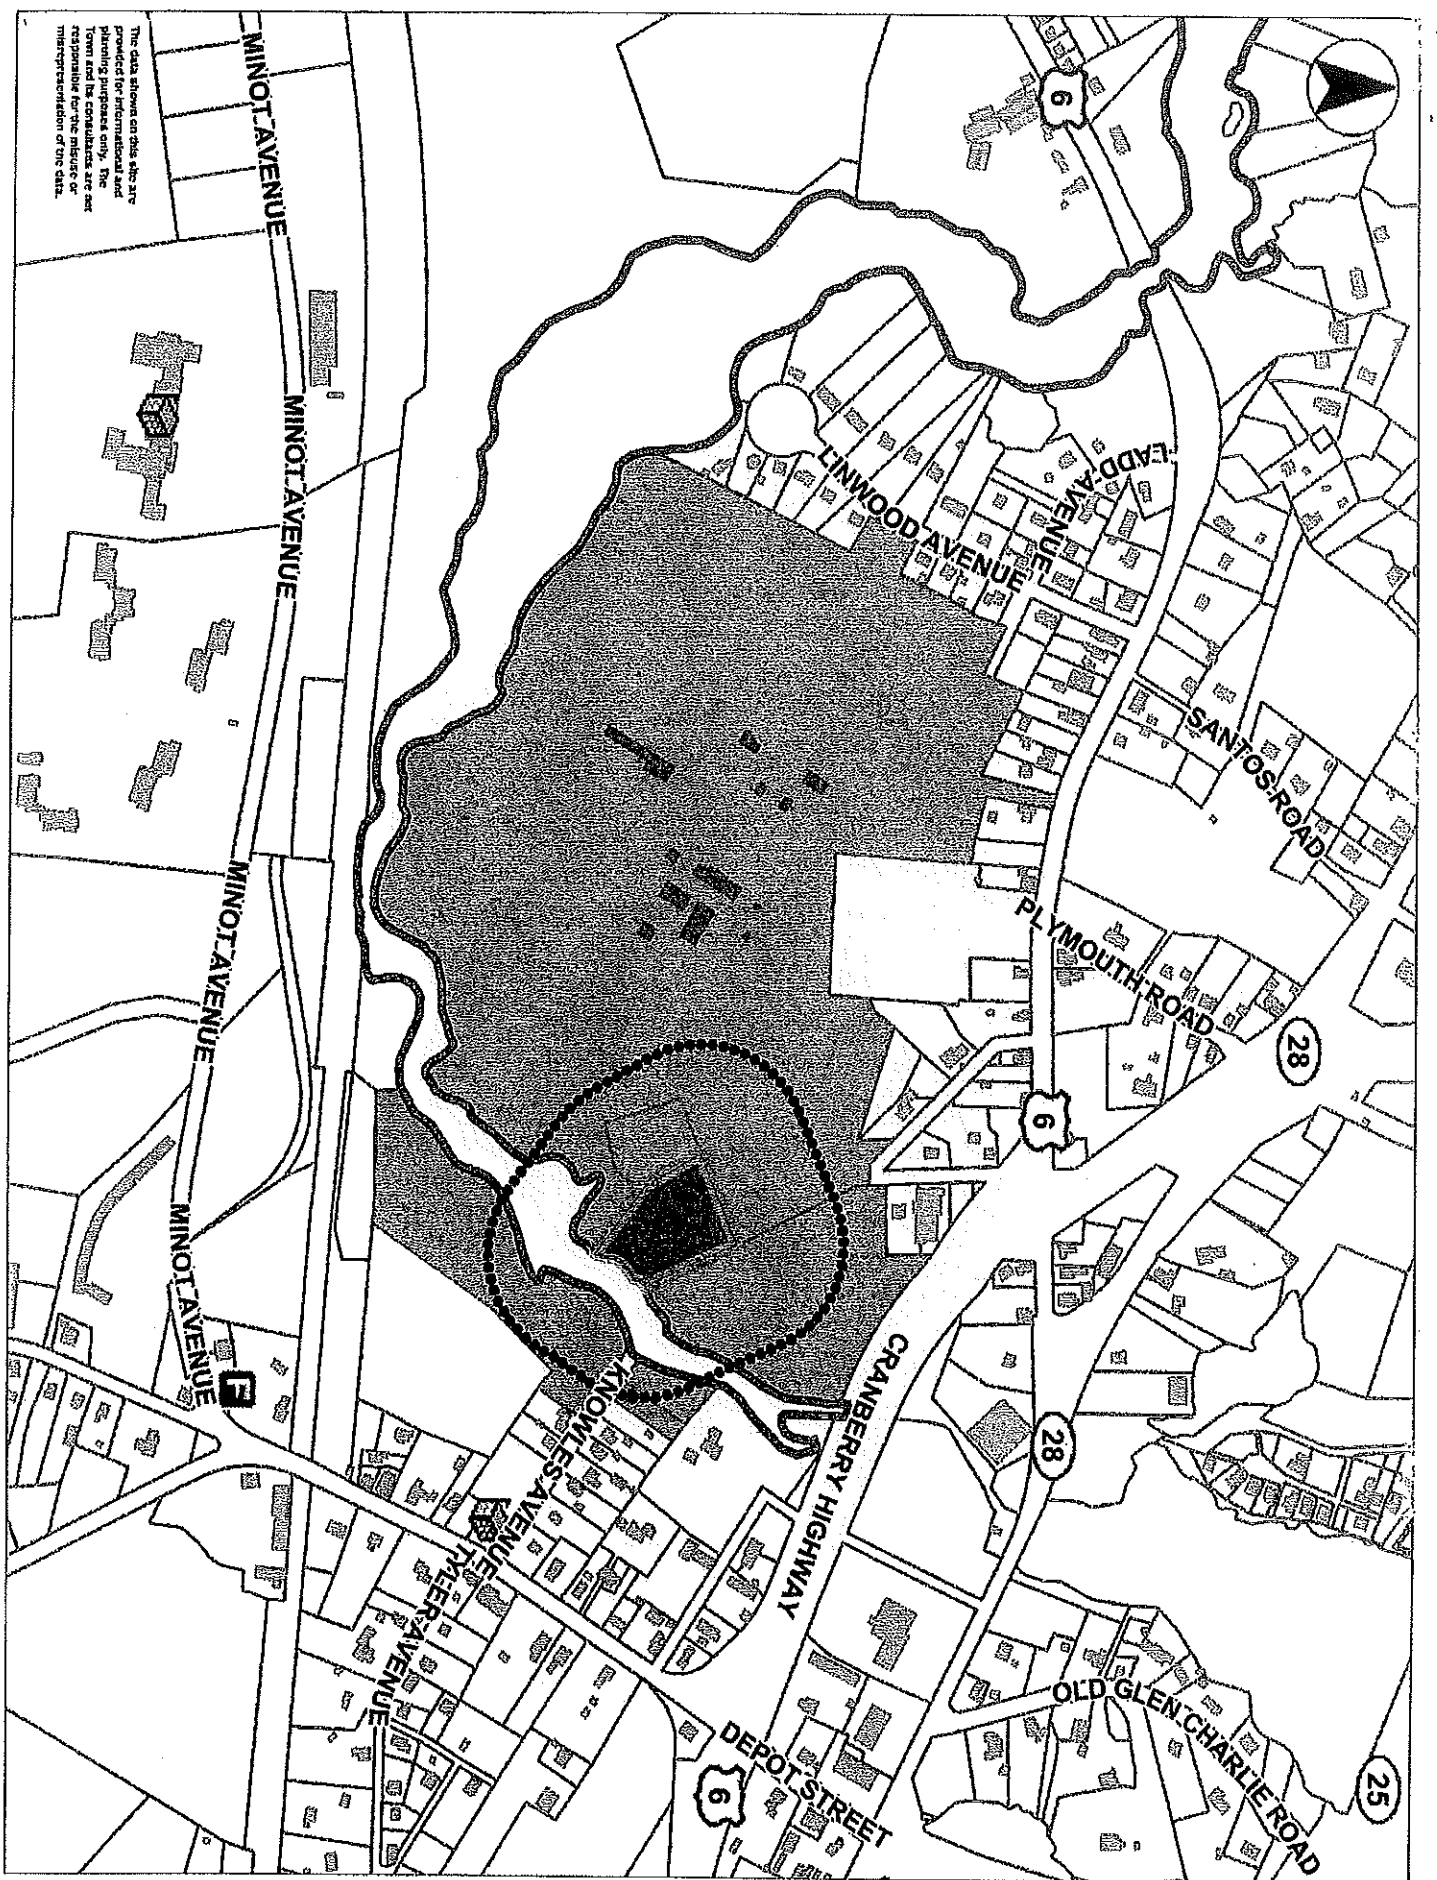 6
LEADD AVENUE
LINWOOD AVENUE
SANTOS ROAD
PLYMOUTH ROAD
28
6
CRANBERRY HIGHWAY
28
OLD GLEN CHARLIE ROAD
25
DEPOT STREET
6
KNOWLES AVENUE
TYLER AVENUE
MINOT AVENUE
MINOT AVENUE
MINOT AVENUE
MINOT AVENUE
F
The data shown on this site are
provided for informational and
planning purposes only. The
Town and its consultants are not
responsible for the misuse or
misrepresentation of the data.